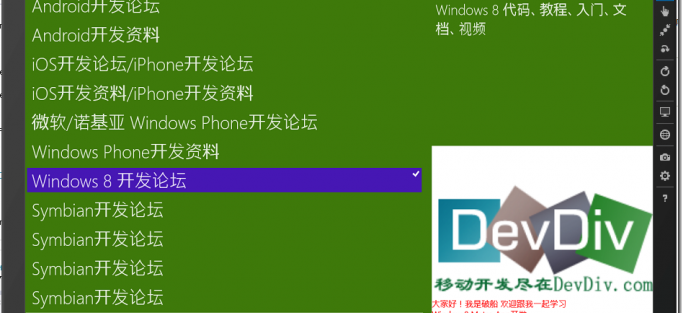 Android开发论坛
Android开发资料
iOS开发论坛/iPhone开发论坛
iOS开发资料/iPhone开发资料
微软/诺基亚 Windows Phone开发论坛
Windows Phone开发资料
Windows 8 开发论坛
Symbian开发论坛
Symbian开发论坛
Symbian开发论坛
Symbian开发论坛
Windows 8 代码、教程、入门、文
档、视频
DevDiv
移动开发尽在DevDiv.com
大家好！我是破船 欢迎跟我一起学习